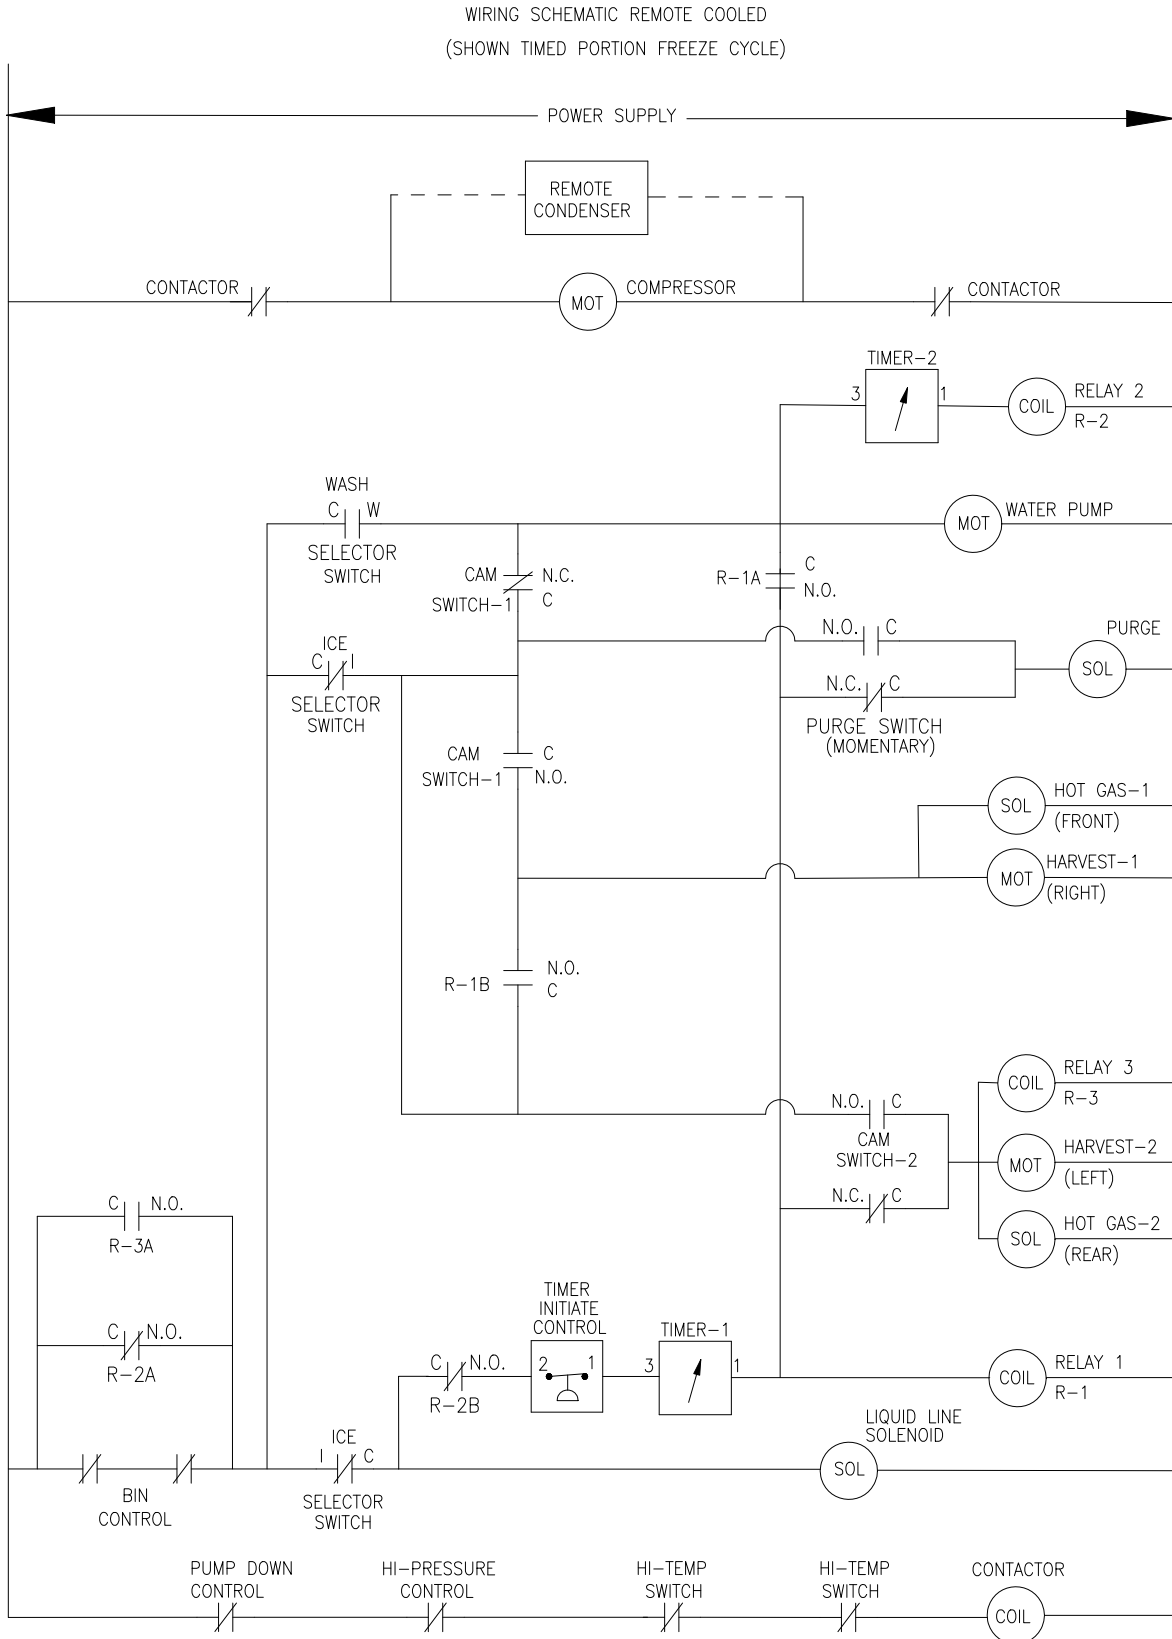 WIRING SCHEMATIC REMOTE COOLED
(SHOWN TIMED PORTION FREEZE CYCLE)
POWER SUPPLY
REMOTE
CONDENSER
CONTACTOR
MOT
COMPRESSOR
CONTACTOR
TIMER-2
3
1
COIL
RELAY 2
R-2
WASH
C W
SELECTOR
SWITCH
MOT
WATER PUMP
CAM
SWITCH-1
N.C.
C
R-1A
C
N.O.
ICE
C I
SELECTOR
SWITCH
N.O. C
N.C. C
PURGE SWITCH
(MOMENTARY)
PURGE
SOL
CAM
SWITCH-1
C
N.O.
SOL
HOT GAS-1
(FRONT)
MOT
HARVEST-1
(RIGHT)
R-1B
N.O.
C
N.O. C
CAM
SWITCH-2
N.C. C
COIL
RELAY 3
R-3
MOT
HARVEST-2
(LEFT)
SOL
HOT GAS-2
(REAR)
C N.O.
R-3A
C N.O.
R-2A
C N.O.
R-2B
TIMER
INITIATE
CONTROL
2 1
TIMER-1
3
1
COIL
RELAY 1
R-1
BIN
CONTROL
ICE
I C
SELECTOR
SWITCH
LIQUID LINE
SOLENOID
SOL
PUMP DOWN
CONTROL
HI-PRESSURE
CONTROL
HI-TEMP
SWITCH
HI-TEMP
SWITCH
CONTACTOR
COIL